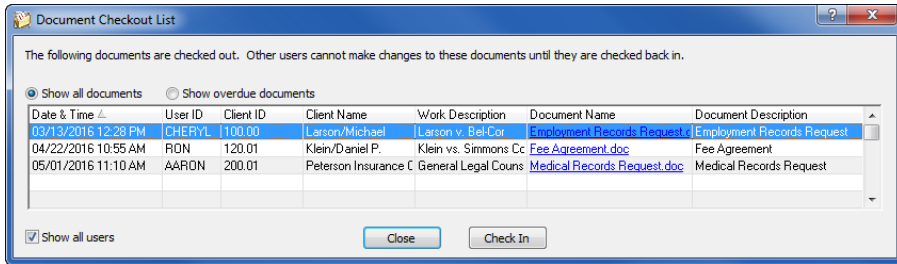 Document Checkout List
The following documents are checked out. Other users cannot make changes to these documents until they are checked back in.
Show all documents Show overdue documents
Date & Time User ID Client ID Client Name Work Description Document Name Document Description
03/13/2016 12:28 PM CHERYL 100.00 Larson/Michael Larson v. Bel-Cor Employment Records Request.c Employment Records Request
04/22/2016 10:55 AM RON 120.01 Klein/Daniel P. Klein vs. Simmons Cc Fee Agreement.doc Fee Agreement
05/01/2016 11:10 AM AARON 200.01 Peterson Insurance C General Legal Couns Medical Records Request.doc Medical Records Request
Show all users Close Check In